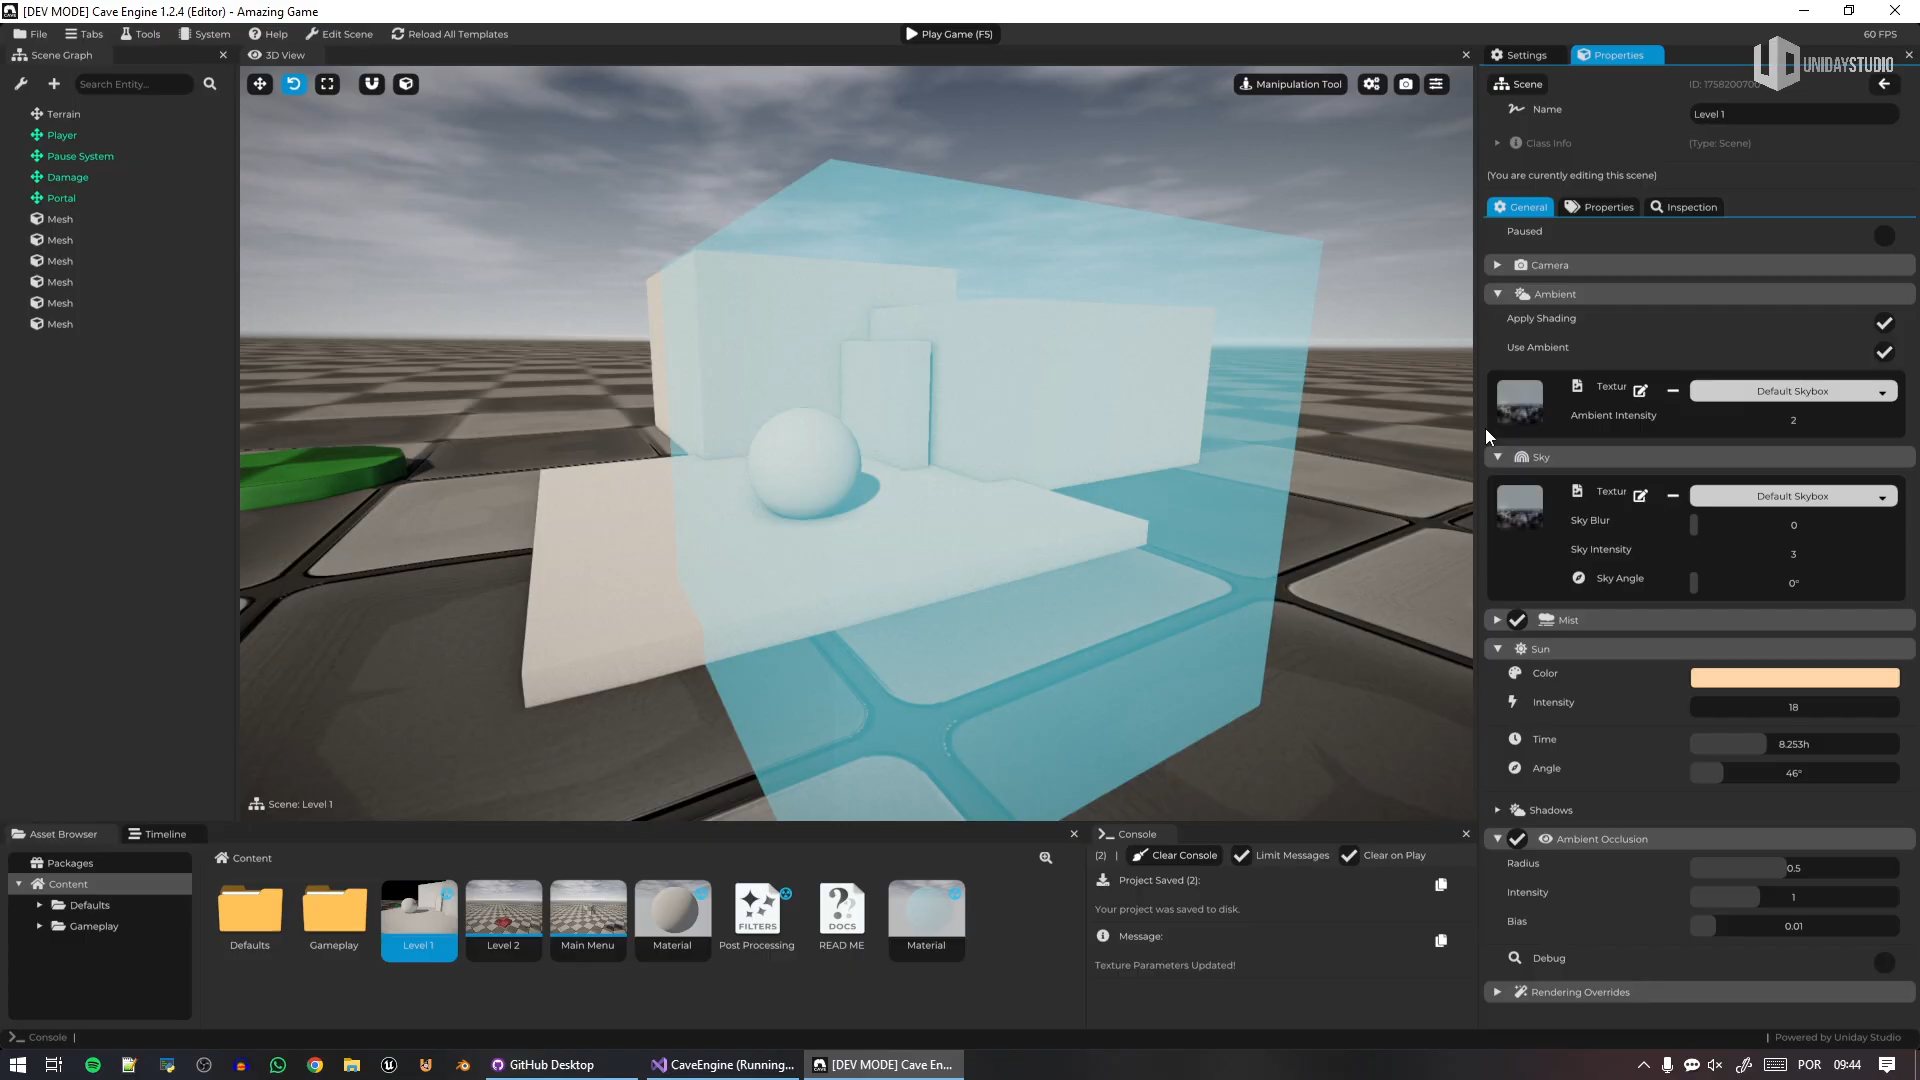 [DEV MODE] Cave Engine 1.2.4 (Editor) - Amazing Game
File
Tabs
Tools
System
Help
Edit Scene
Reload All Templates
Play Game (F5)
60 FPS
Scene Graph
3D View
Settings
Properties
UNIDAYSTUDIO
Search Entity...
Manipulation Tool
Scene
ID: 1758200700
Terrain
Player
Pause System
Damage
Portal
Mesh
Mesh
Mesh
Mesh
Mesh
Mesh
Name
Level 1
Class Info
(Type: Scene)
(You are curently editing this scene)
General
Properties
Inspection
Paused
Camera
Ambient
Apply Shading
Use Ambient
Textur
Default Skybox
Ambient Intensity
2
Sky
Textur
Default Skybox
Sky Blur
0
Sky Intensity
3
Sky Angle
0°
Mist
Sun
Color
Intensity
18
Time
8.253h
Angle
46°
Shadows
Ambient Occlusion
Radius
0.5
Intensity
1
Bias
0.01
Debug
Rendering Overrides
Scene: Level 1
Asset Browser
Timeline
Packages
Content
Defaults
Gameplay
Content
Defaults
Gameplay
Level 1
Level 2
Main Menu
Material
FILTERS
Post Processing
DOCS
READ ME
Material
Console
(2) |
Clear Console
Limit Messages
Clear on Play
Project Saved (2):
Your project was saved to disk.
Message:
Texture Parameters Updated!
Console |
| Powered by Uniday Studio
GitHub Desktop
CaveEngine (Running...
[DEV MODE] Cave En...
POR
09:44